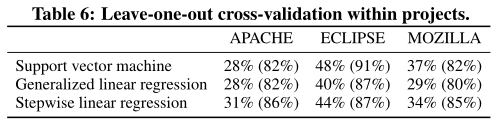 Table 6: Leave-one-out cross-validation within projects.
APACHE ECLIPSE MOZILLA
Support vector machine 28% (82%) 48% (91%) 37% (82%)
Generalized linear regression 28% (82%) 40% (87%) 29% (80%)
Stepwise linear regression 31% (86%) 44% (87%) 34% (85%)